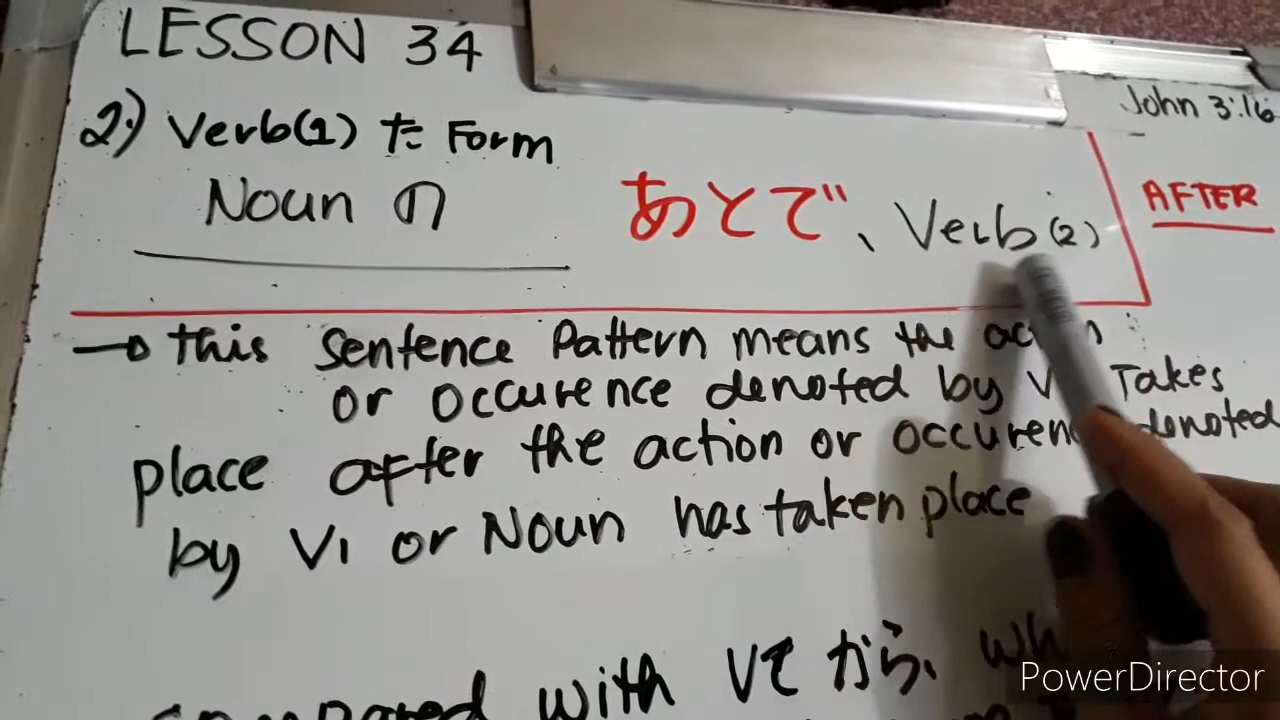 LESSON 34
John 3:16
2.) Verb(1) た Form
Noun の
あとで、Verb(2)
AFTER
→ this sentence Pattern means the
or occurence denoted by Takes
place after the action or denoted
by V1 or Noun has taken place
with Vてから、
PowerDirector